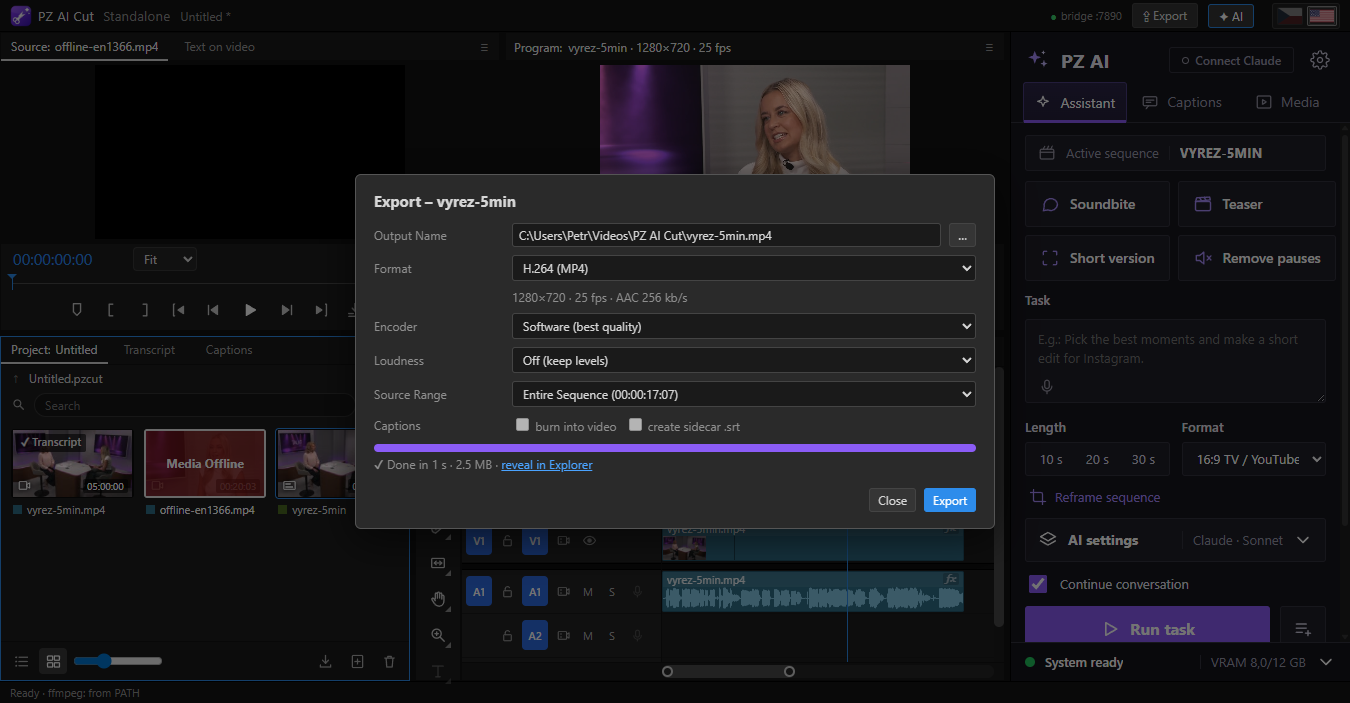 PZ AI Cut Standalone Untitled *
bridge :7890 Export AI
Source: offline-en1366.mp4 Text on video
Program: vyrez-5min · 1280×720 · 25 fps
PZ AI Connect Claude
Assistant Captions Media
Active sequence VYREZ-5MIN
Soundbite Teaser
Short version Remove pauses
Task
E.g.: Pick the best moments and make a short
edit for Instagram.
Length Format
10 s 20 s 30 s 16:9 TV / YouTube
Reframe sequence
AI settings Claude · Sonnet
Continue conversation
Run task
System ready VRAM 8,0/12 GB
00:00:00:00 Fit
Export – vyrez-5min
Output Name C:\Users\Petr\Videos\PZ AI Cut\vyrez-5min.mp4 ...
Format H.264 (MP4)
1280×720 · 25 fps · AAC 256 kb/s
Encoder Software (best quality)
Loudness Off (keep levels)
Source Range Entire Sequence (00:00:17:07)
Captions burn into video create sidecar .srt
✓ Done in 1 s · 2.5 MB · reveal in Explorer
Close Export
Project: Untitled Transcript Captions
Untitled.pzcut
Search
✓ Transcript
05:00:00
Media Offline
00:20:03
vyrez-5min.mp4 offline-en1366.mp4 vyrez-5min
V1 V1 vyrez-5min.mp4
A1 A1 M S vyrez-5min.mp4 fx
A2 M S
Ready · ffmpeg: from PATH